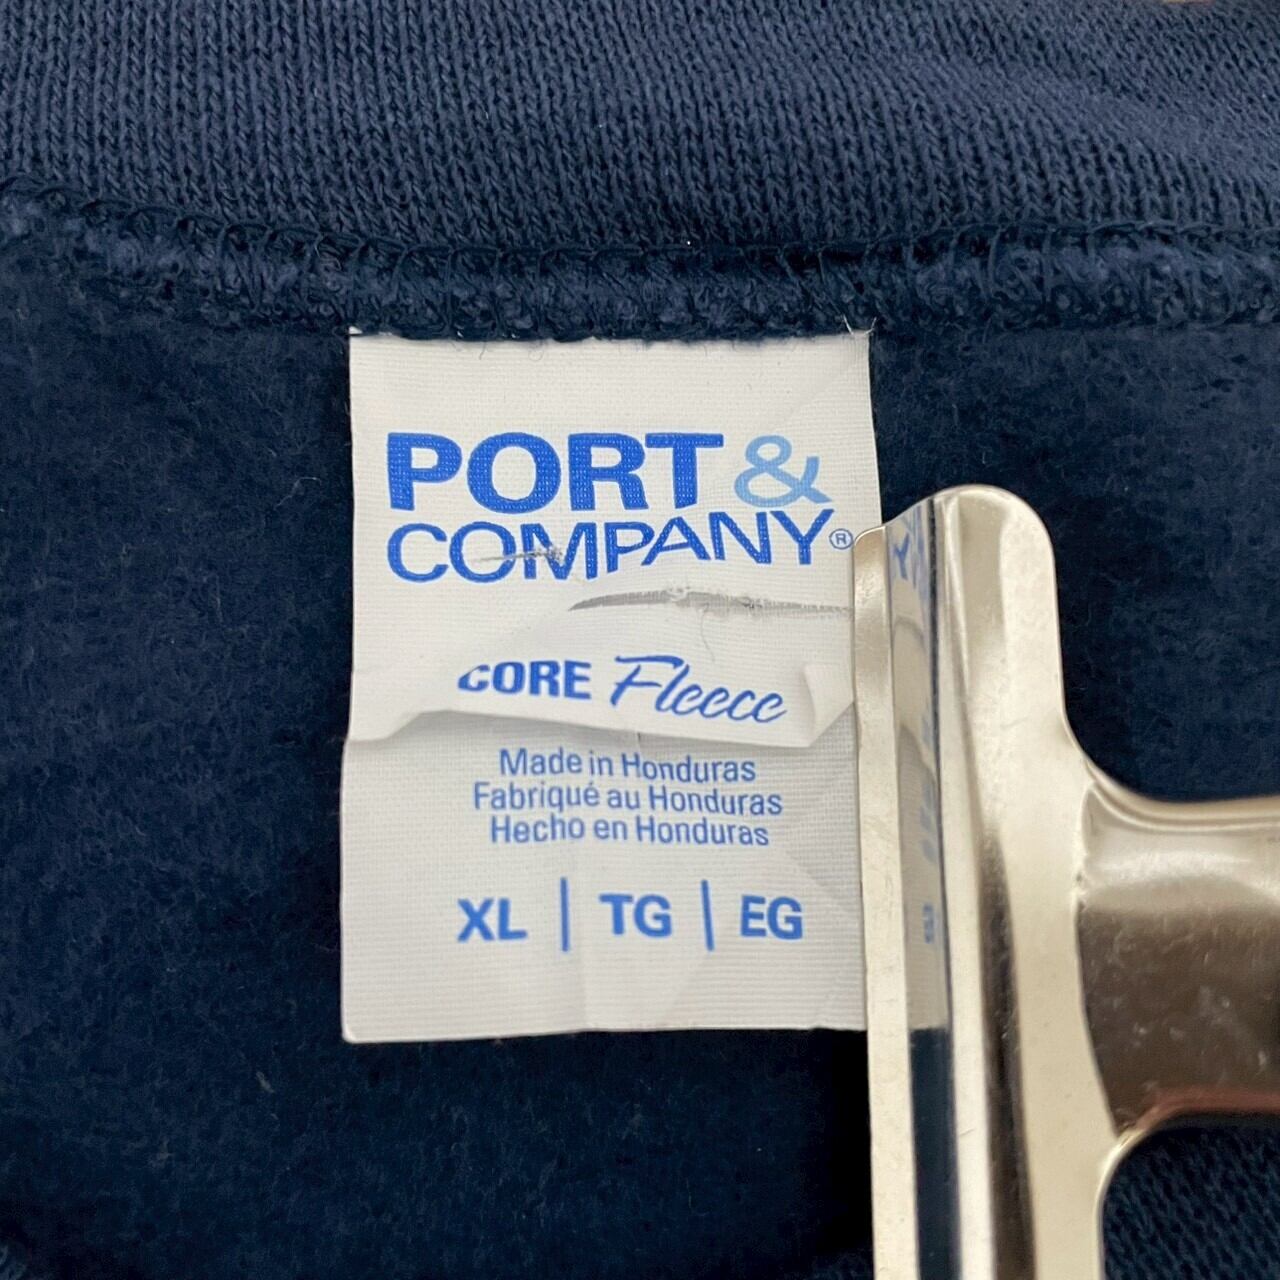 PORT &
COMPANY®
CORE Fleece
Made in Honduras
Fabriqué au Honduras
Hecho en Honduras
XL | TG | EG